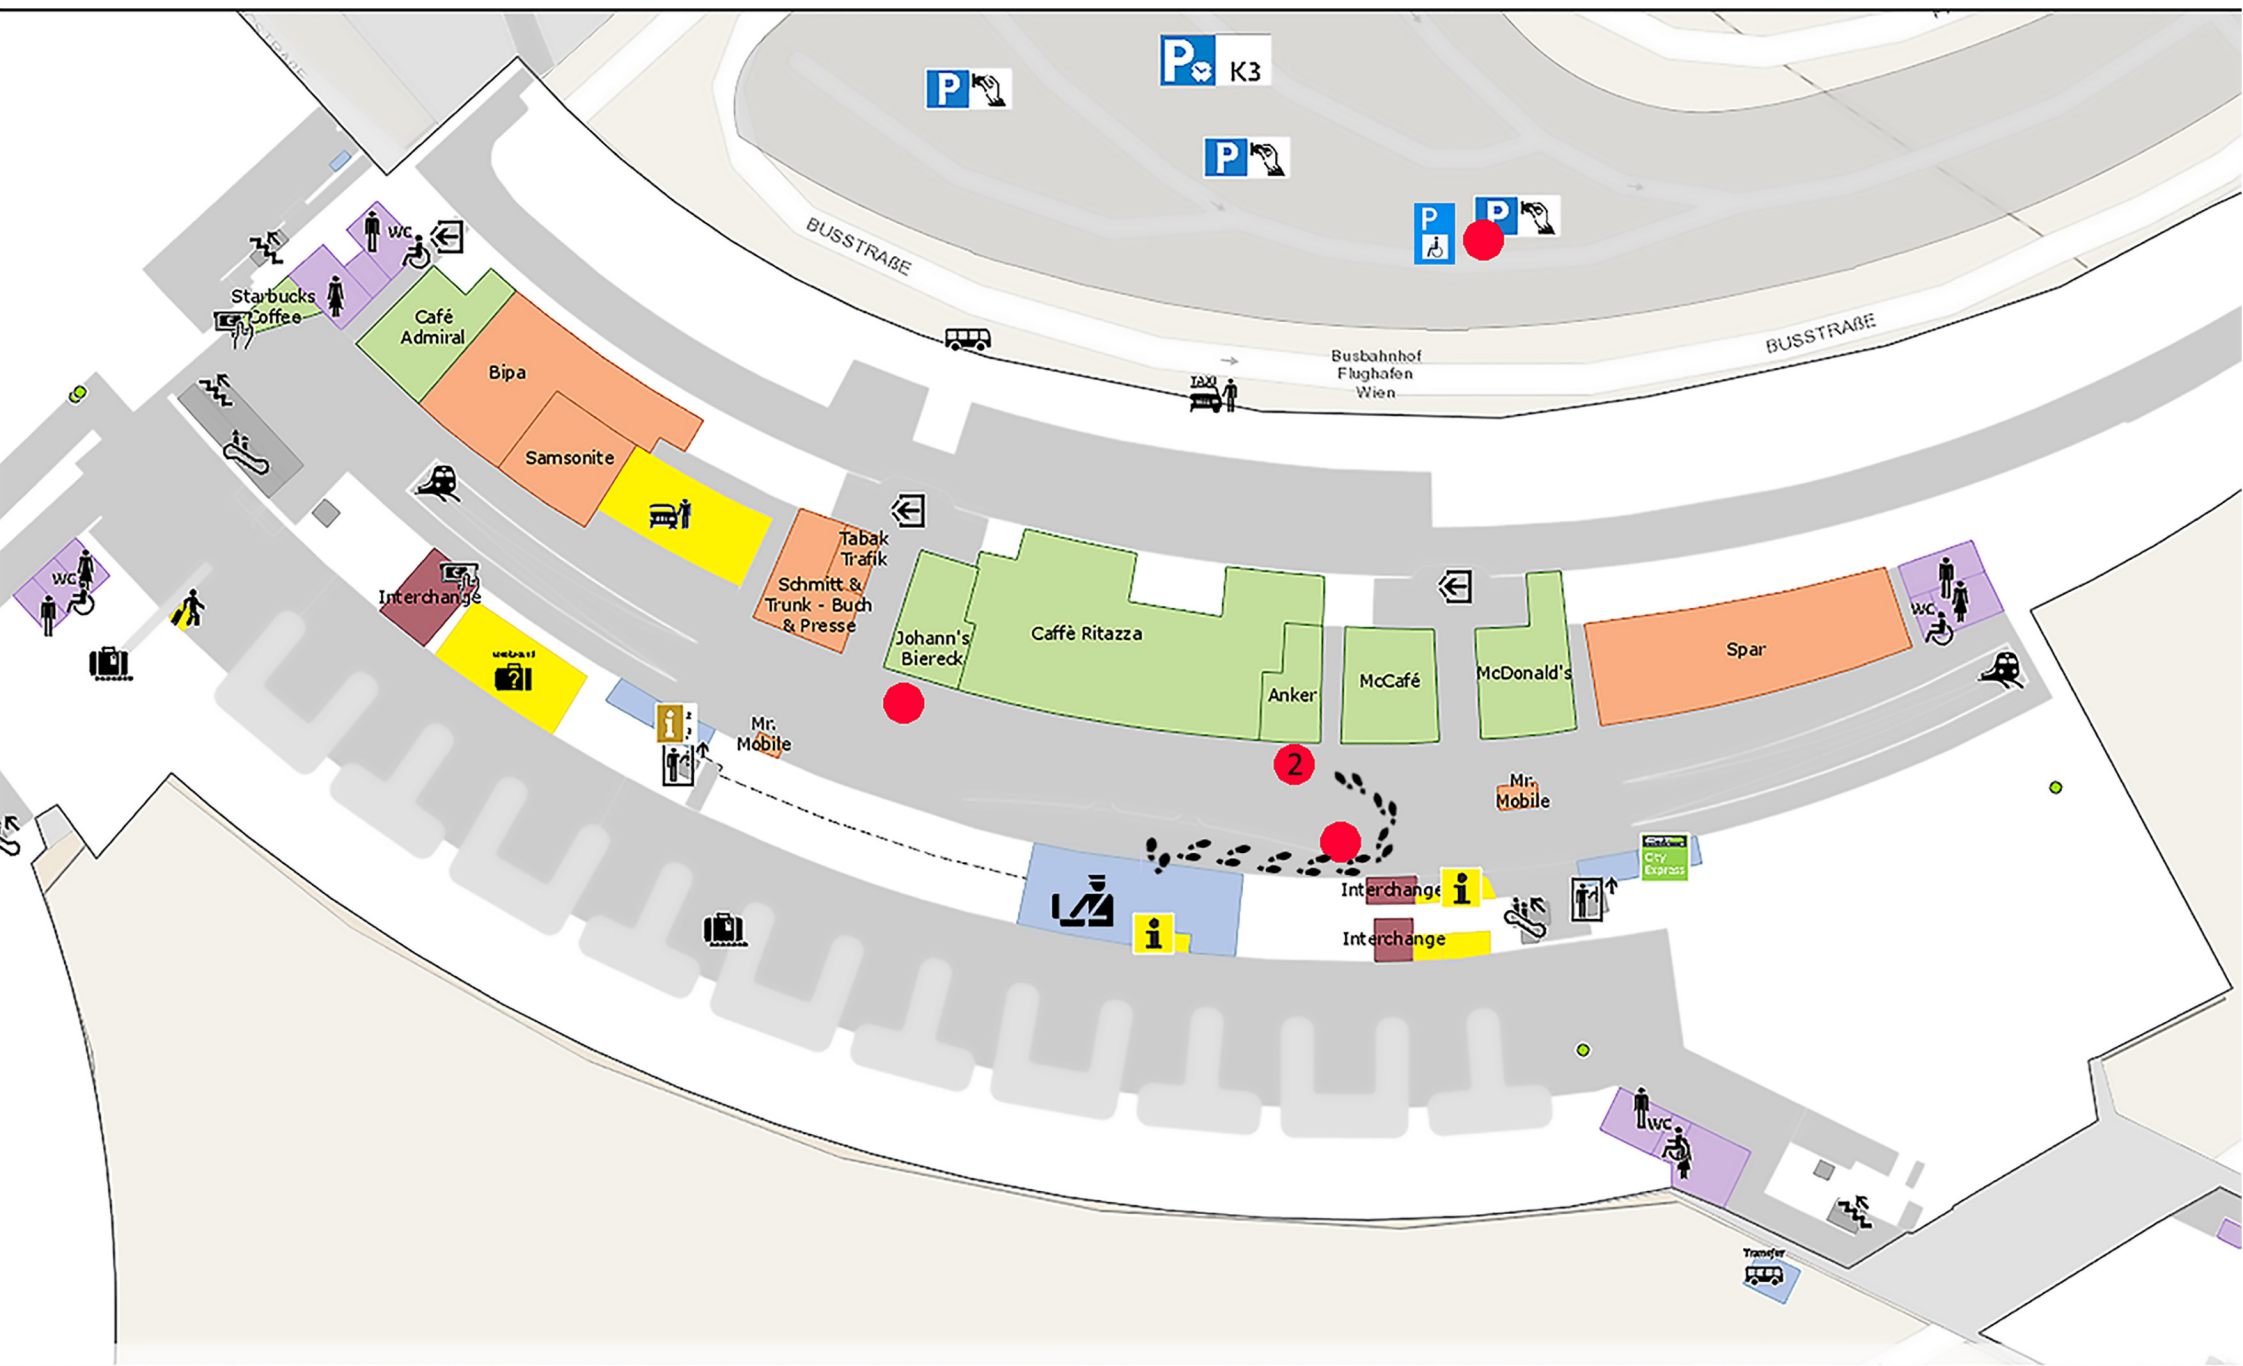 P
K3
P
P
P
P
BUSSTRAßE
BUSSTRAßE
Busbahnhof
Flughafen
Wien
TAXI
WC
Starbucks
Coffee
Café
Admiral
Bipa
Samsonite
Tabak
Trafik
Schmitt &
Trunk - Buch
& Presse
Johann's
Biereck
Caffè Ritazza
Anker
McCafé
McDonald's
Spar
WC
WC
Interchange
?
i
Mr.
Mobile
2
Mr.
Mobile
City
Express
Interchange
i
Interchange
i
WC
Transfer